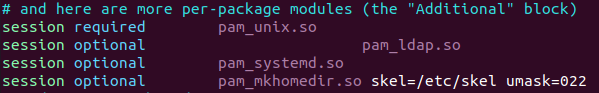 # and here are more per-package modules (the "Additional" block)
session required pam_unix.so
session optional pam_ldap.so
session optional pam_systemd.so
session optional pam_mkhomedir.so skel=/etc/skel umask=022